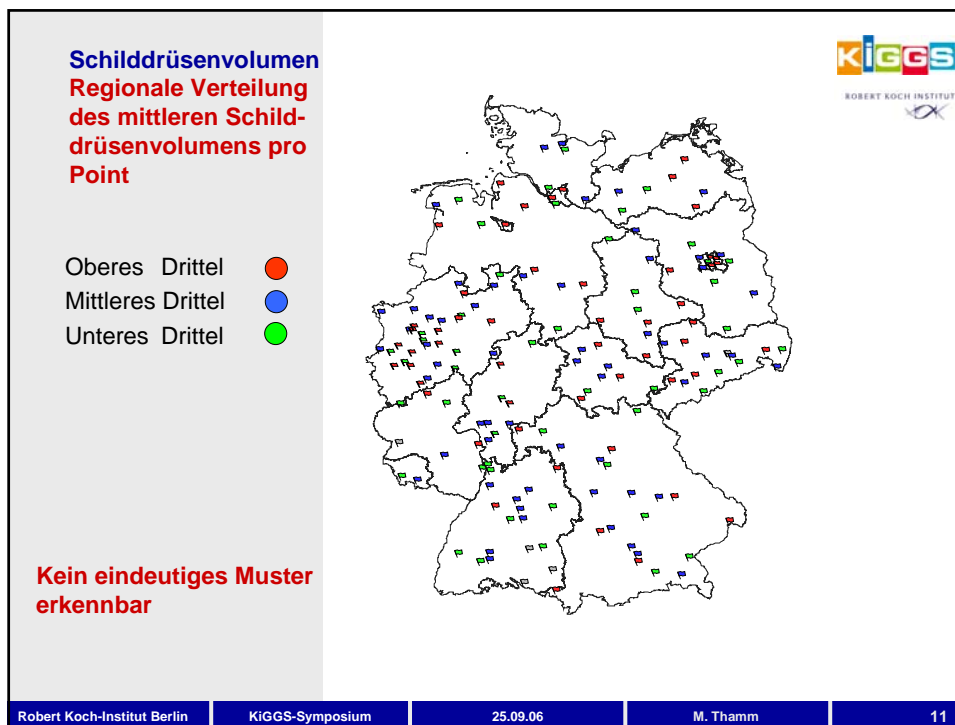 Schilddrüsenvolumen
Regionale Verteilung
des mittleren Schild-
drüsenvolumens pro
Point
KiGGS
ROBERT KOCH INSTITUT
Oberes Drittel
Mittleres Drittel
Unteres Drittel
Kein eindeutiges Muster
erkennbar
Robert Koch-Institut Berlin
KiGGS-Symposium
25.09.06
M. Thamm
11